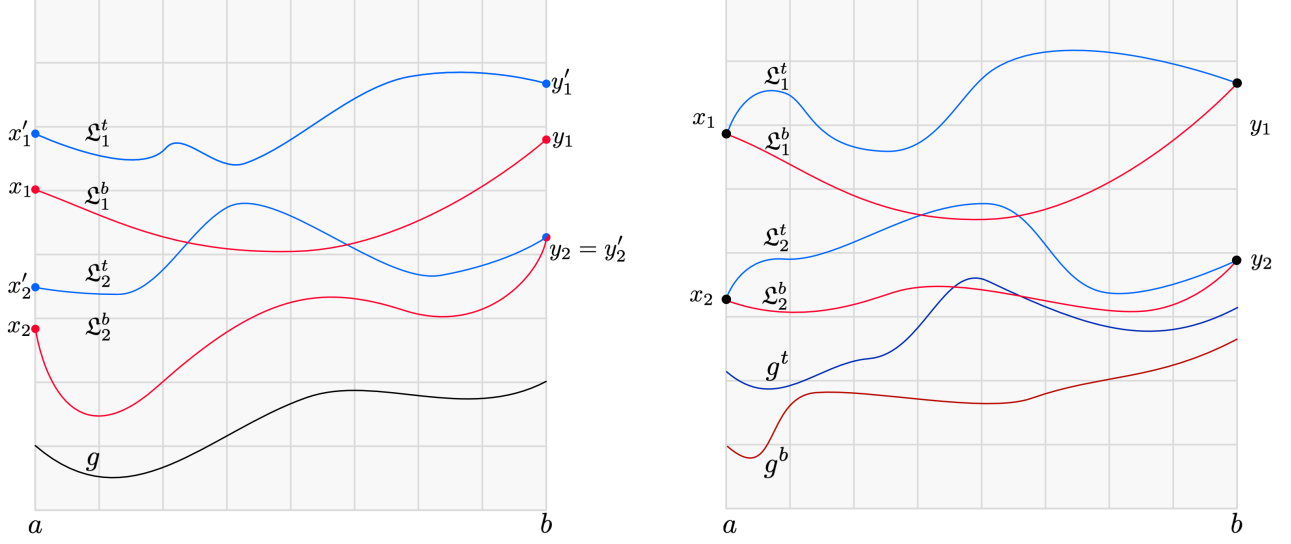 x′₁
𝔏ᵗ₁
y′₁
x₁
𝔏ᵇ₁
y₁
x′₂
𝔏ᵗ₂
y₂ = y′₂
x₂
𝔏ᵇ₂
g
a
b
𝔏ᵗ₁
x₁
𝔏ᵇ₁
y₁
𝔏ᵗ₂
y₂
x₂
𝔏ᵇ₂
gᵗ
gᵇ
a
b